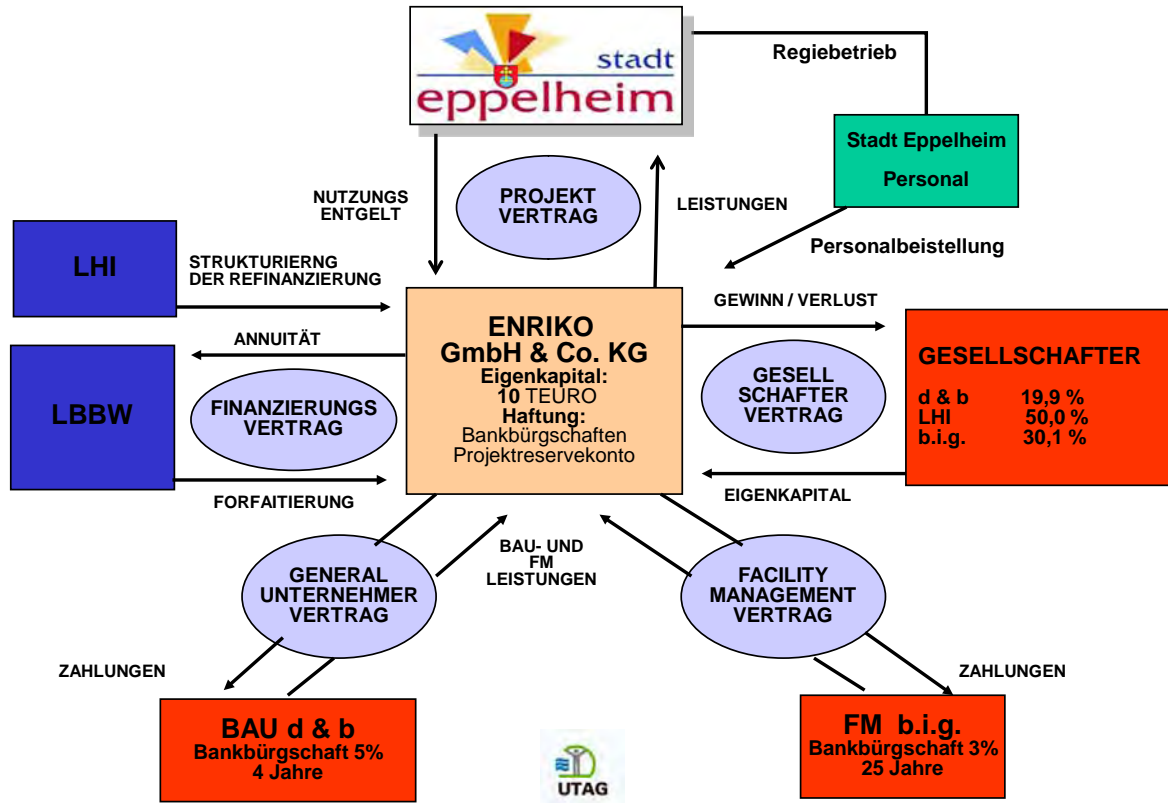 stadt
eppelheim
Regiebetrieb
Stadt Eppelheim
Personal
NUTZUNGS
ENTGELT
PROJEKT
VERTRAG
LEISTUNGEN
Personalbeistellung
LHI
STRUKTURIERNG
DER REFINANZIERUNG
GEWINN / VERLUST
ANNUITÄT
LBBW
FINANZIERUNGS
VERTRAG
FORFAITIERUNG
ENRIKO
GmbH & Co. KG
Eigenkapital:
10 TEURO
Haftung:
Bankbürgschaften
Projektreservekonto
GESELL
SCHAFTER
VERTRAG
GESELLSCHAFTER
d & b 19,9 %
LHI 50,0 %
b.i.g. 30,1 %
EIGENKAPITAL
GENERAL
UNTERNEHMER
VERTRAG
BAU- UND
FM
LEISTUNGEN
FACILITY
MANAGEMENT
VERTRAG
ZAHLUNGEN
ZAHLUNGEN
BAU d & b
Bankbürgschaft 5%
4 Jahre
UTAG
FM b.i.g.
Bankbürgschaft 3%
25 Jahre